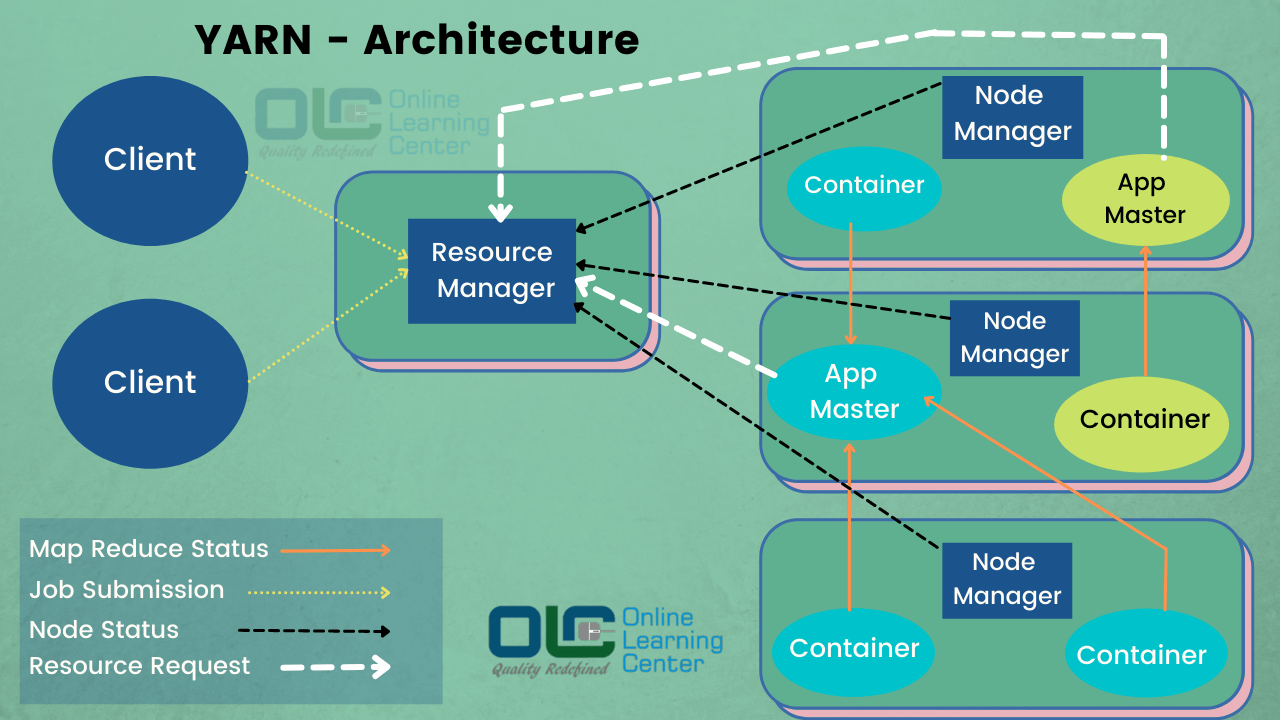 YARN - Architecture
OLC Online
Learning
Center
Quality Redefined
Client
Client
Resource
Manager
Node
Manager
Container
App
Master
Node
Manager
App
Master
Container
Node
Manager
Container
Container
Map Reduce Status
Job Submission
Node Status
Resource Request
OLC Online
Learning
Center
Quality Redefined